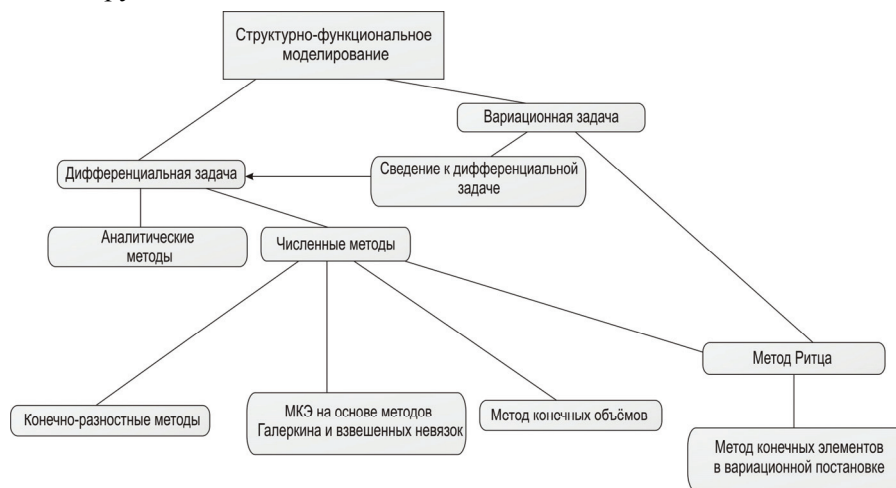 Структурно-функциональное
моделирование
Вариационная задача
Дифференциальная задача
Сведение к дифференциальной
задаче
Аналитические
методы
Численные методы
Метод Ритца
Конечно-разностные методы
МКЭ на основе методов
Галеркина и взвешенных невязок
Метод конечных объёмов
Метод конечных элементов
в вариационной постановке